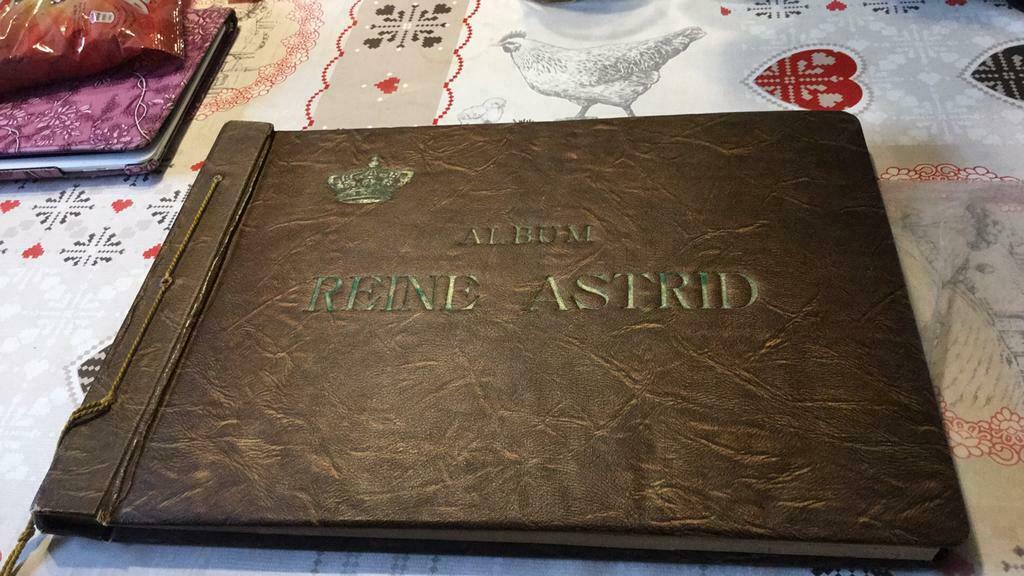 ALBUM
REINE ASTRID